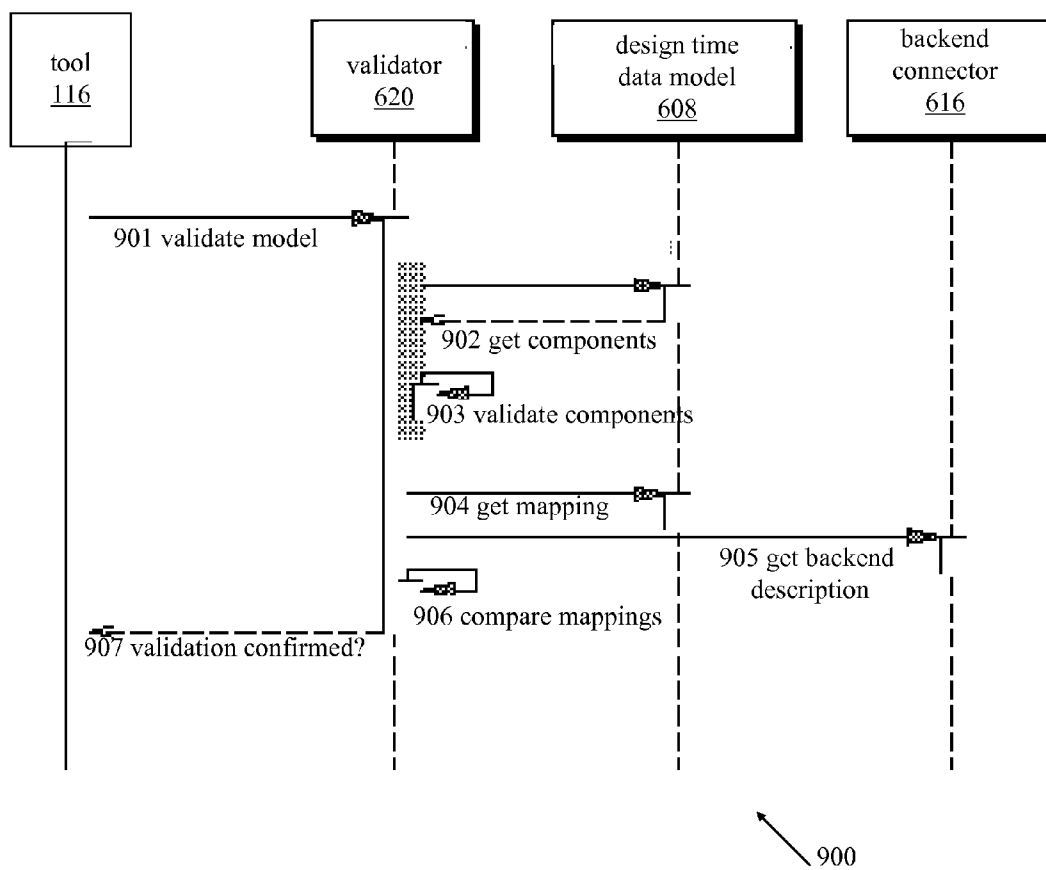 tool
116
validator
620
design time
data model
608
backend
connector
616
901 validate model
902 get components
903 validate components
904 get mapping
905 get backend
description
906 compare mappings
907 validation confirmed?
900